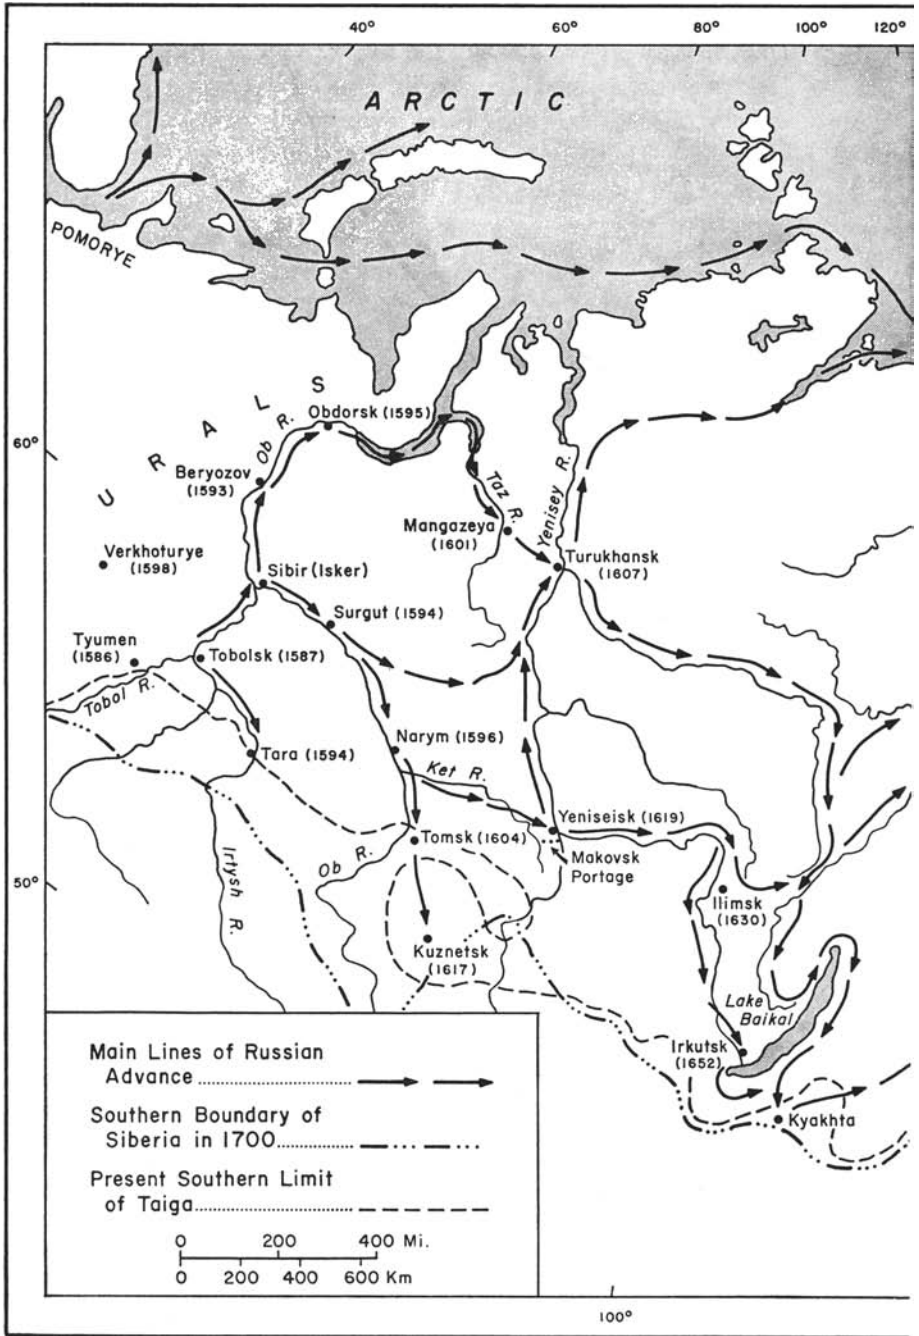 40°
60°
80°
100°
120°
ARCTIC
POMORYE
URALS
Ob R.
Obdorsk (1595)
60°
Beryozov
(1593)
Taz R.
Yenisey R.
Mangazeya
(1601)
Verkhoturye
(1598)
Turukhansk
(1607)
Sibir (Isker)
Surgut (1594)
Tyumen
(1586)
Tobolsk (1587)
Tobol R.
Tara (1594)
Narym (1596)
Ket R.
Yeniseisk (1619)
Tomsk (1604)
Makovsk
Portage
Ob R.
50°
Irtysh R.
Ilimsk
(1630)
Kuznetsk
(1617)
Lake
Baikal
Irkutsk
(1652)
Kyakhta
Main Lines of Russian
Advance
Southern Boundary of
Siberia in 1700
Present Southern Limit
of Taiga
0 200 400 Mi.
0 200 400 600 Km
100°